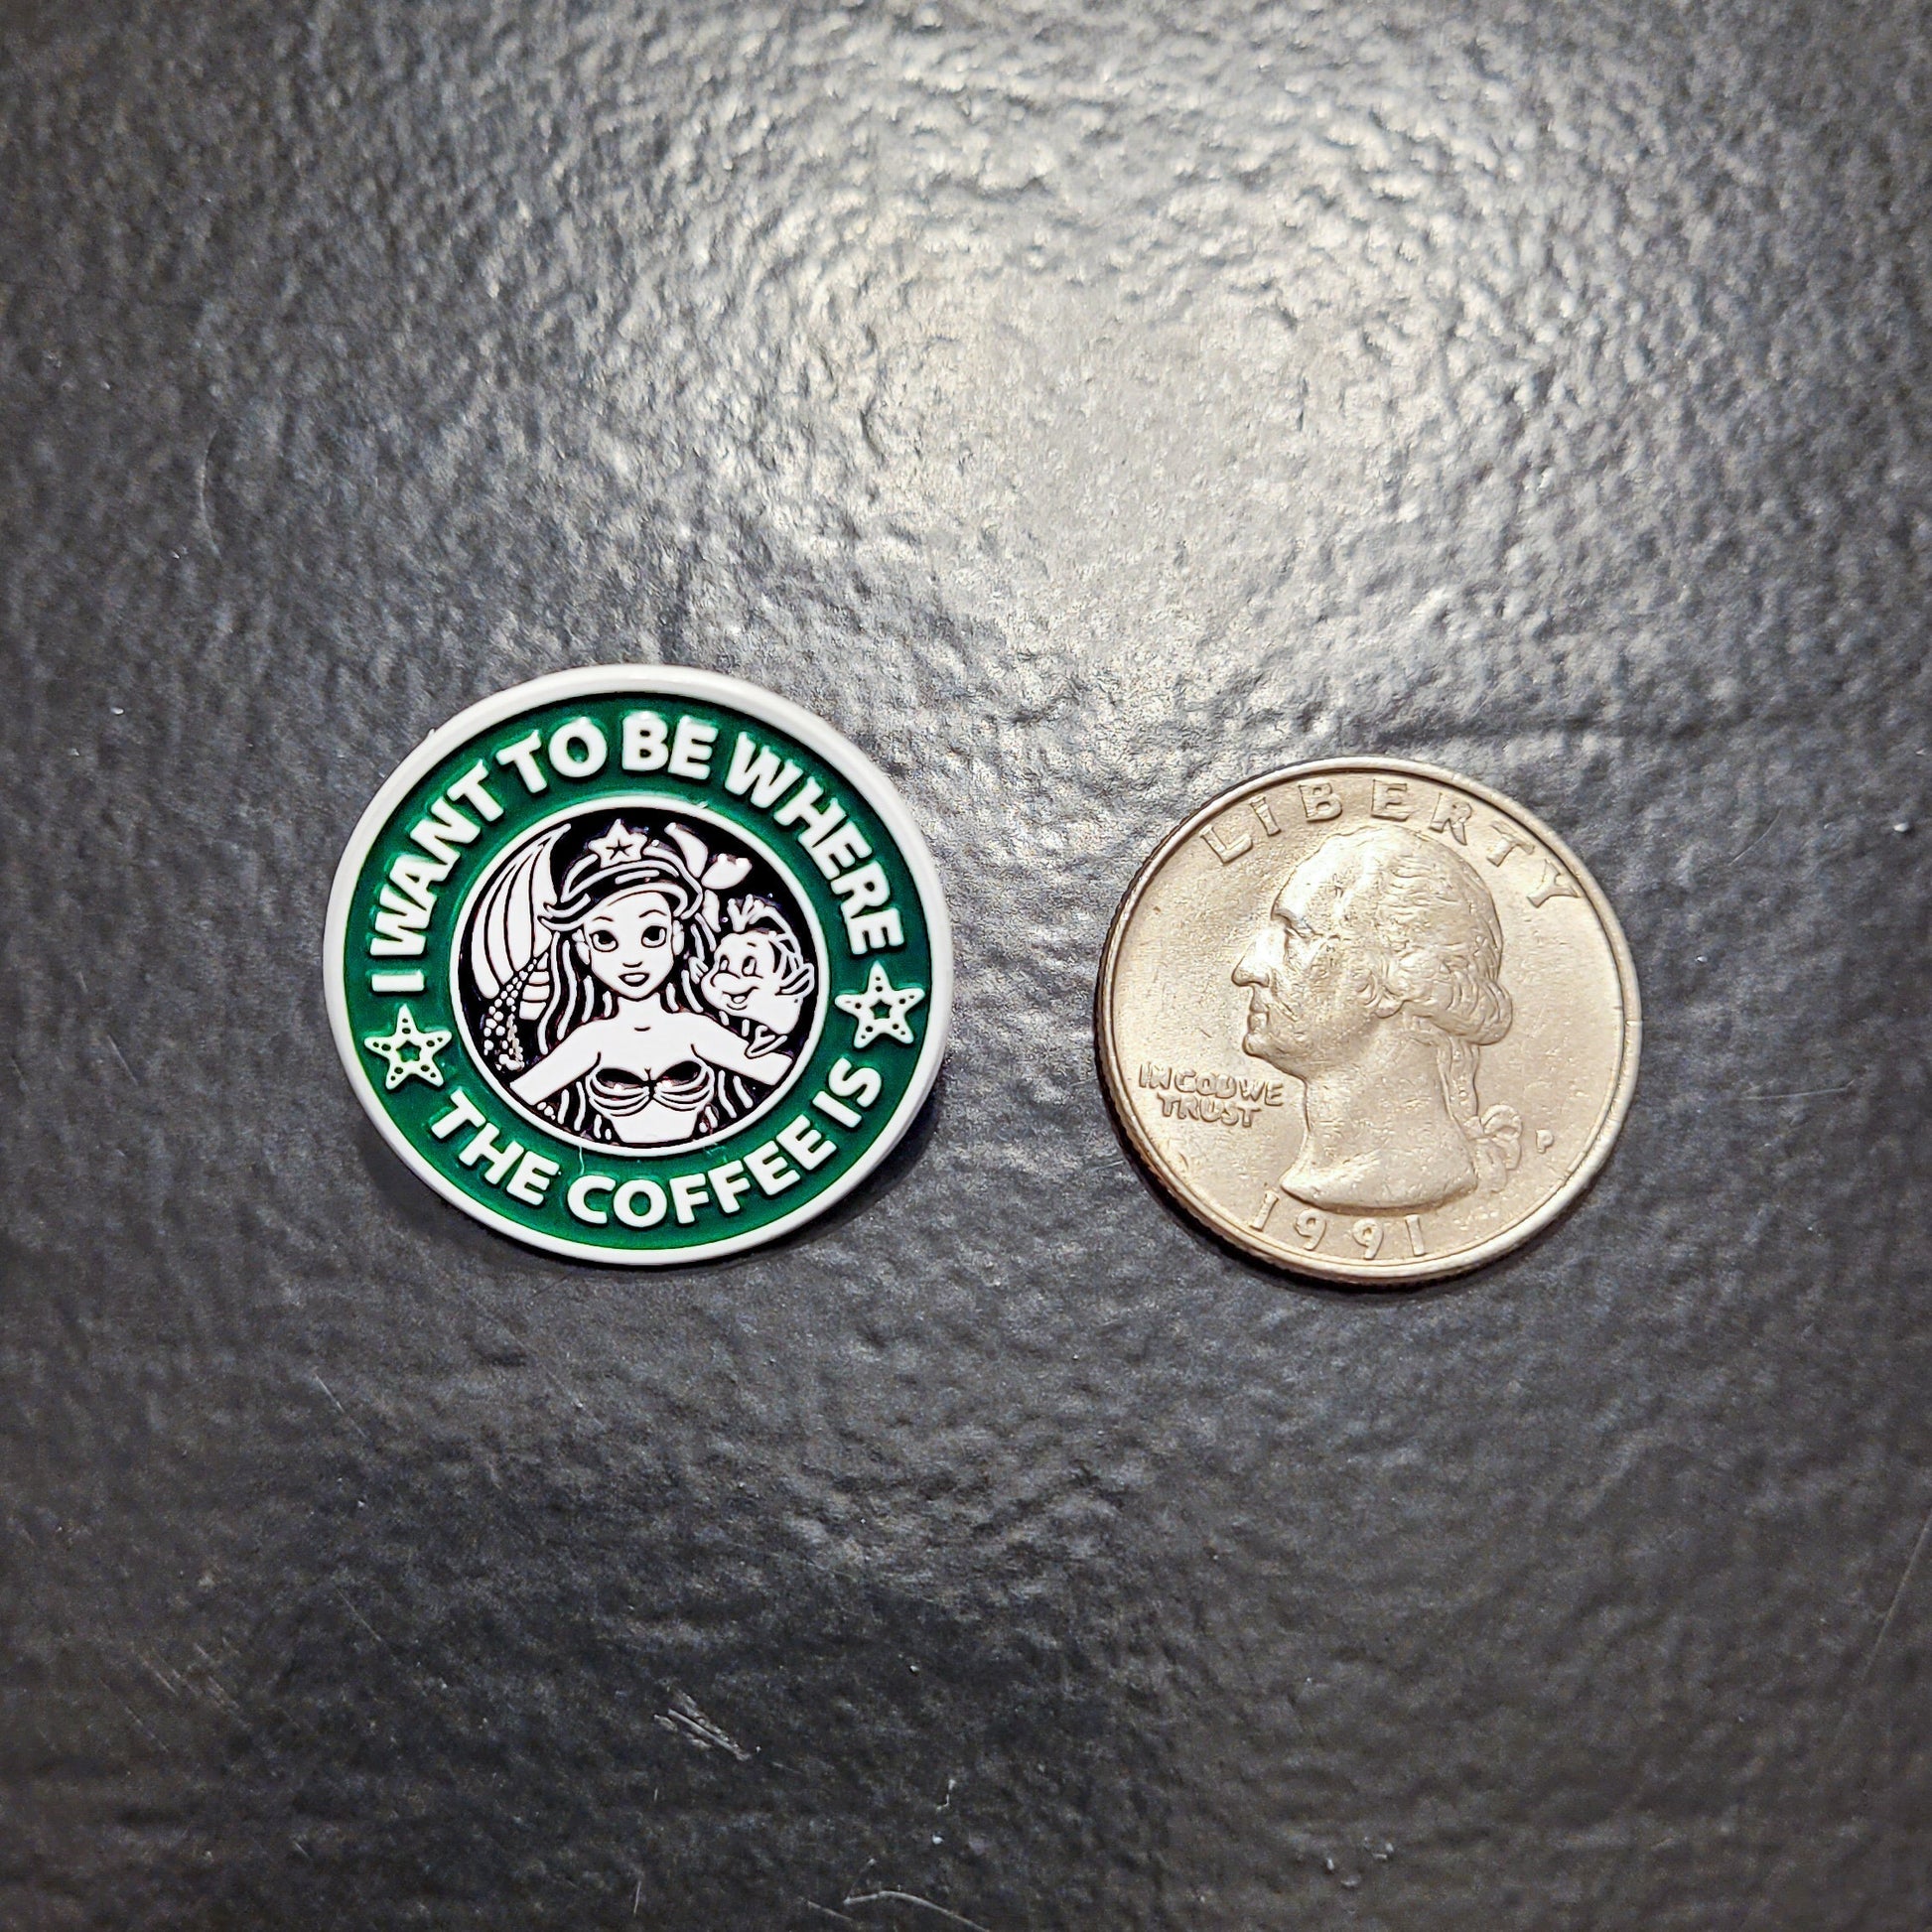 I WANT TO BE WHERE
THE COFFEE IS
LIBERTY
IN GOD WE
TRUST
P
1991